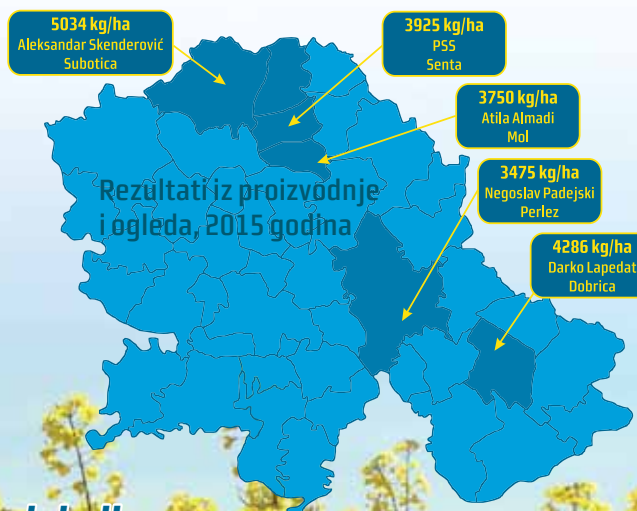 5034 kg/ha
Aleksandar Skenderović
Subotica
3925 kg/ha
PSS
Senta
3750 kg/ha
Atila Almadi
Mol
3475 kg/ha
Negoslav Padejski
Perlez
4286 kg/ha
Darko Lapedat
Dobrica
Rezultati iz proizvodnje
i ogleda, 2015 godina